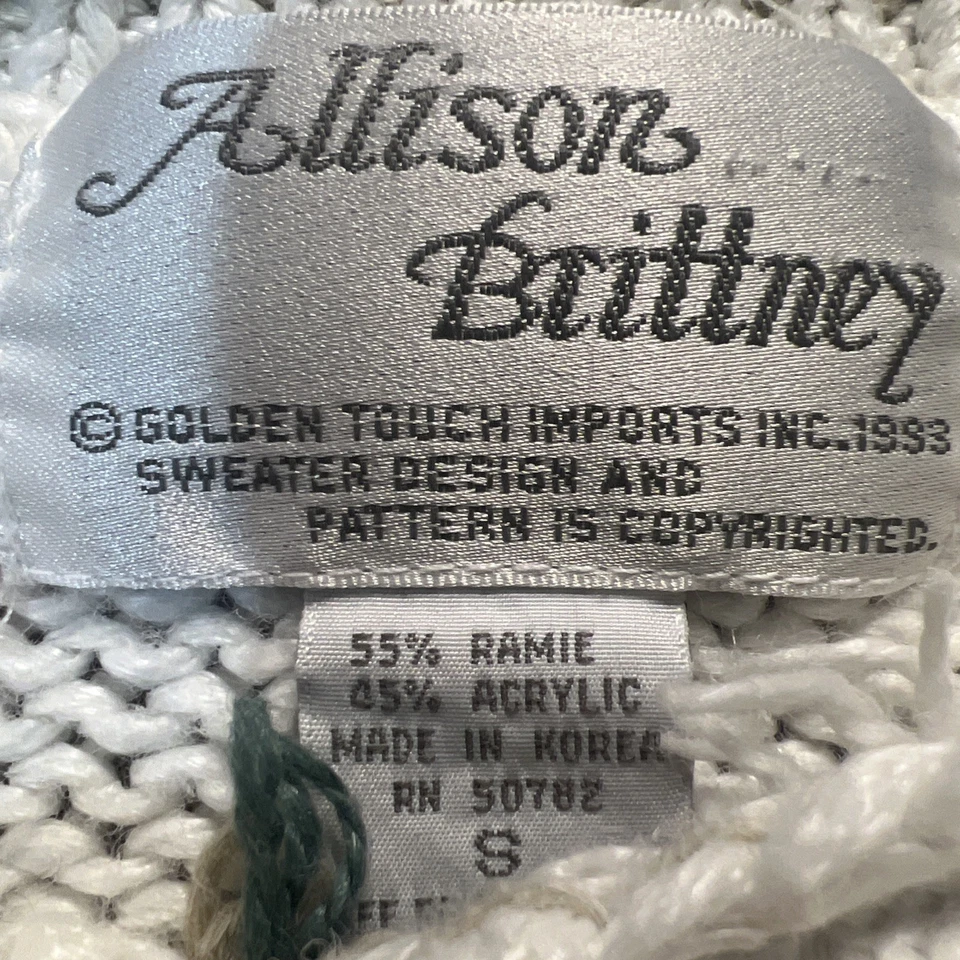 Allison
Brittney
© GOLDEN TOUCH IMPORTS INC. 1993
SWEATER DESIGN AND
PATTERN IS COPYRIGHTED.
55% RAMIE
45% ACRYLIC
MADE IN KOREA
RN 50782
S